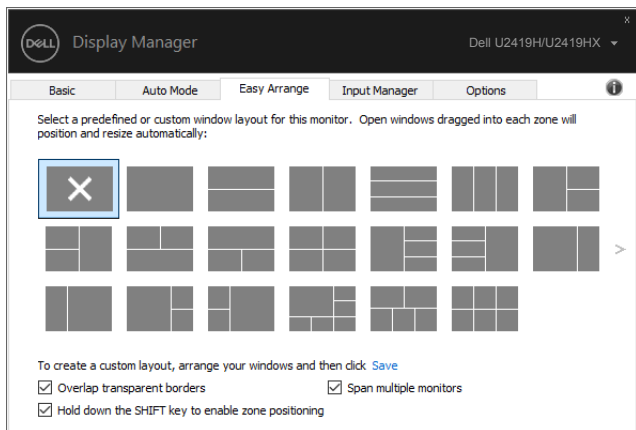 x
DELL Display Manager Dell U2419H/U2419HX
Basic Auto Mode Easy Arrange Input Manager Options
Select a predefined or custom window layout for this monitor. Open windows dragged into each zone will
position and resize automatically:
To create a custom layout, arrange your windows and then click Save
Overlap transparent borders Span multiple monitors
Hold down the SHIFT key to enable zone positioning